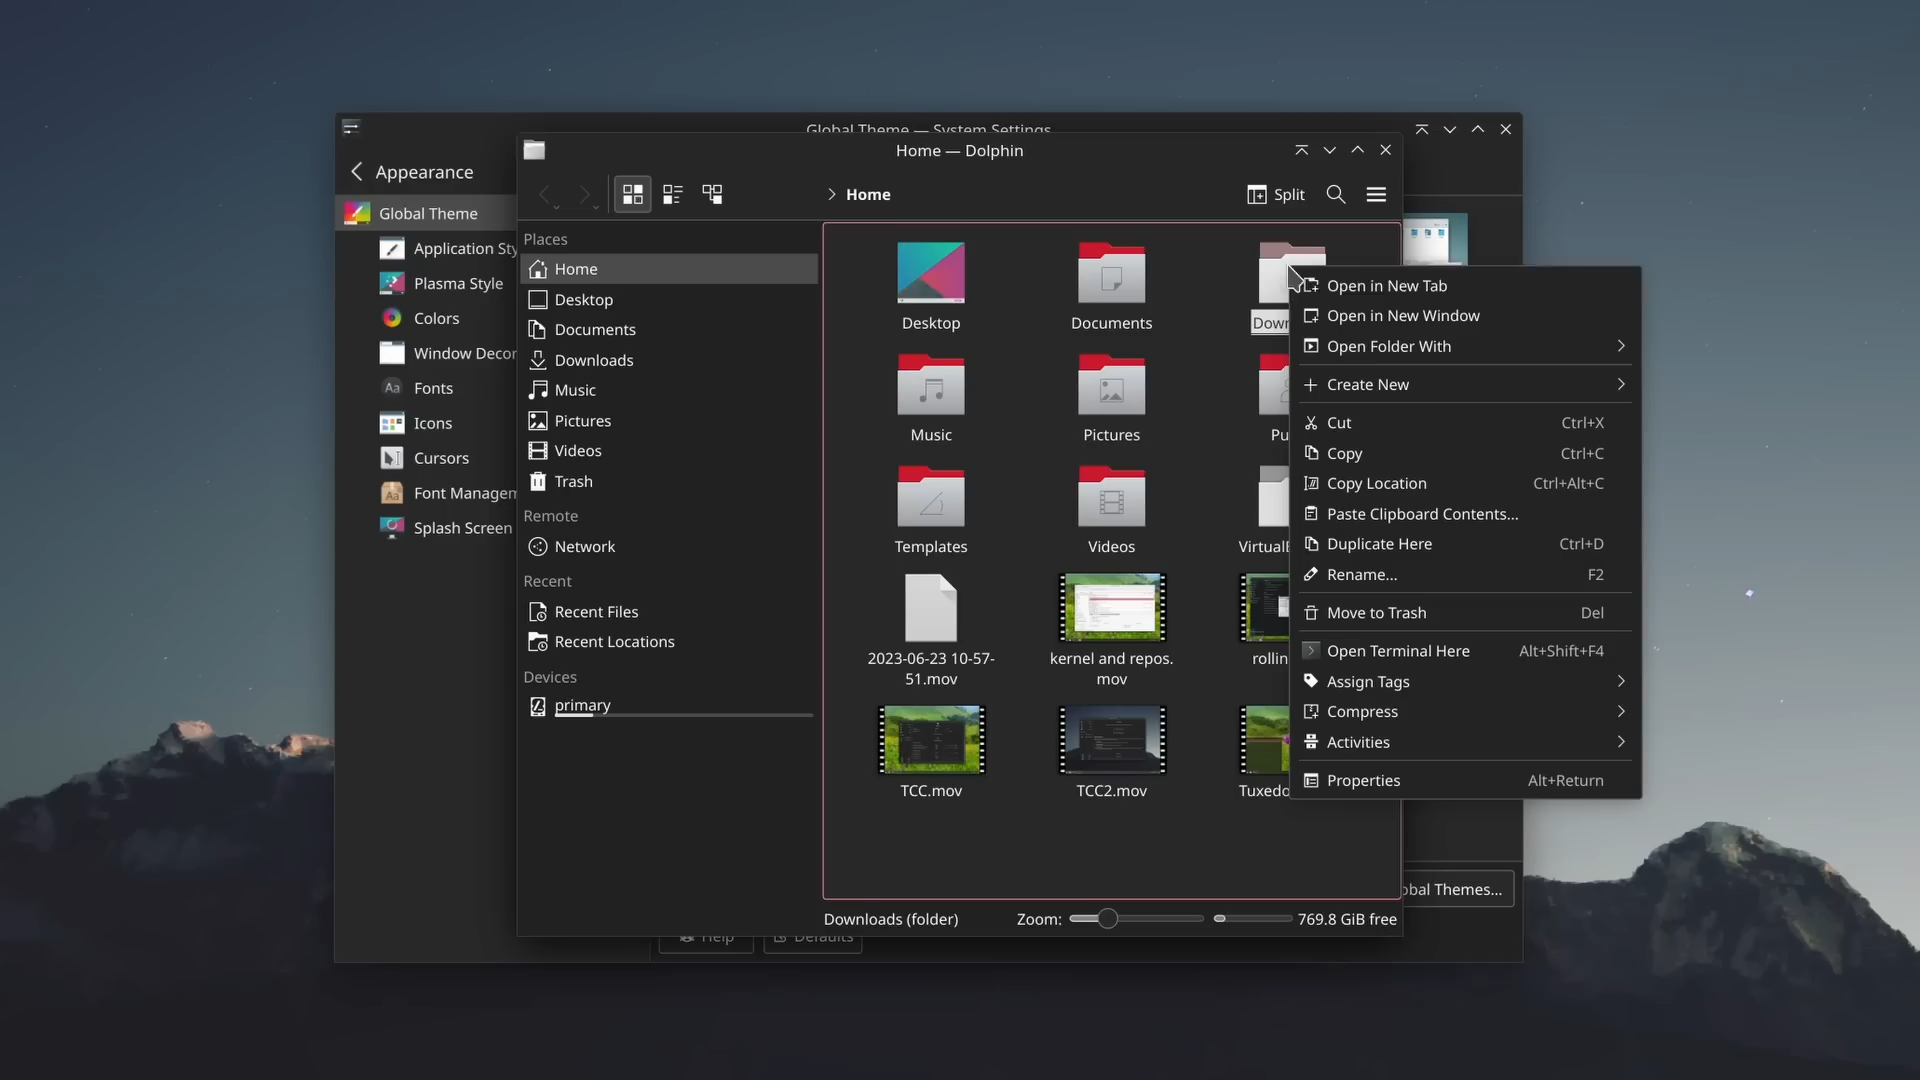 Global Theme — System Settings
Appearance
Global Theme
Application Sty
Plasma Style
Colors
Window Decor
Fonts
Icons
Cursors
Font Managem
Splash Screen
Home — Dolphin
Home
Split
Places
Home
Desktop
Documents
Downloads
Music
Pictures
Videos
Trash
Remote
Network
Recent
Recent Files
Recent Locations
Devices
primary
Desktop
Documents
Down
Music
Pictures
Pu
Templates
Videos
Virtual
2023-06-23 10-57-
51.mov
kernel and repos.
mov
rollin
TCC.mov
TCC2.mov
Tuxedo
Open in New Tab
Open in New Window
Open Folder With
Create New
Cut Ctrl+X
Copy Ctrl+C
Copy Location Ctrl+Alt+C
Paste Clipboard Contents...
Duplicate Here Ctrl+D
Rename... F2
Move to Trash Del
Open Terminal Here Alt+Shift+F4
Assign Tags
Compress
Activities
Properties Alt+Return
obal Themes...
Downloads (folder)
Zoom:
769.8 GiB free
Help
Defaults